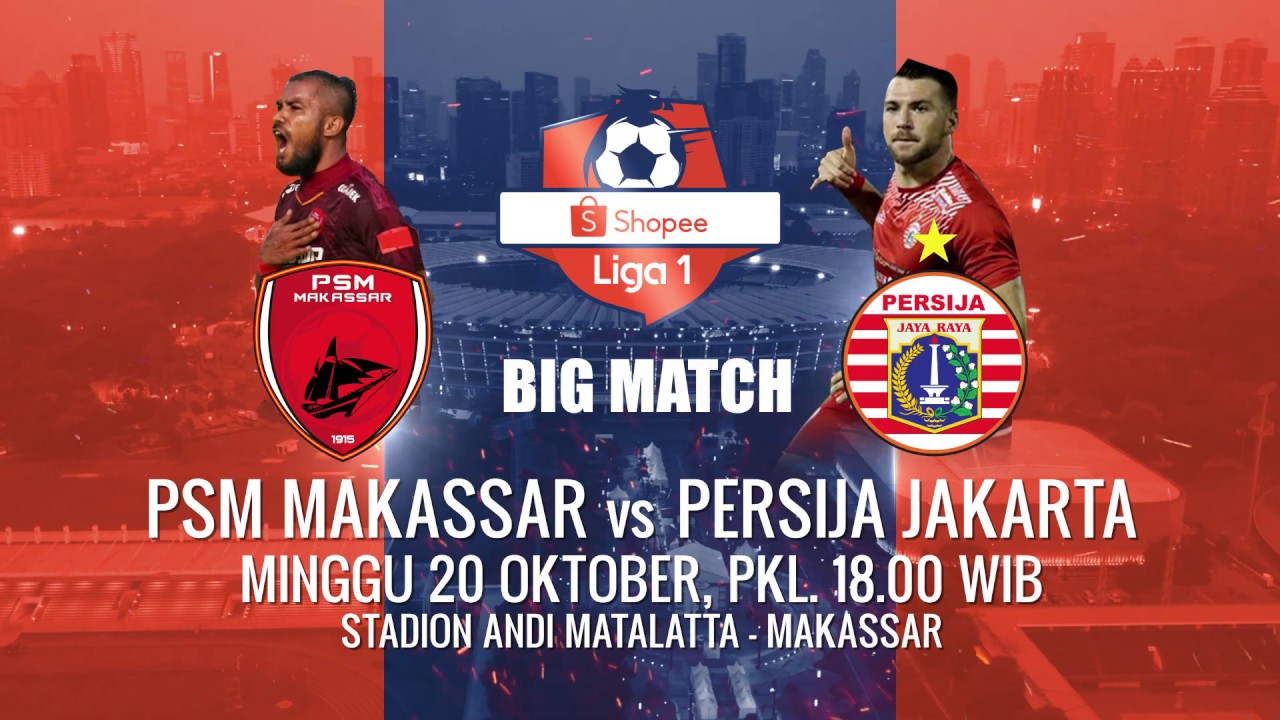 S Shopee
Liga 1
PSM
MAKASSAR
1915
PERSIJA
JAYA RAYA
BIG MATCH
PSM MAKASSAR vs PERSIJA JAKARTA
MINGGU 20 OKTOBER, PKL. 18.00 WIB
STADION ANDI MATALATTA - MAKASSAR